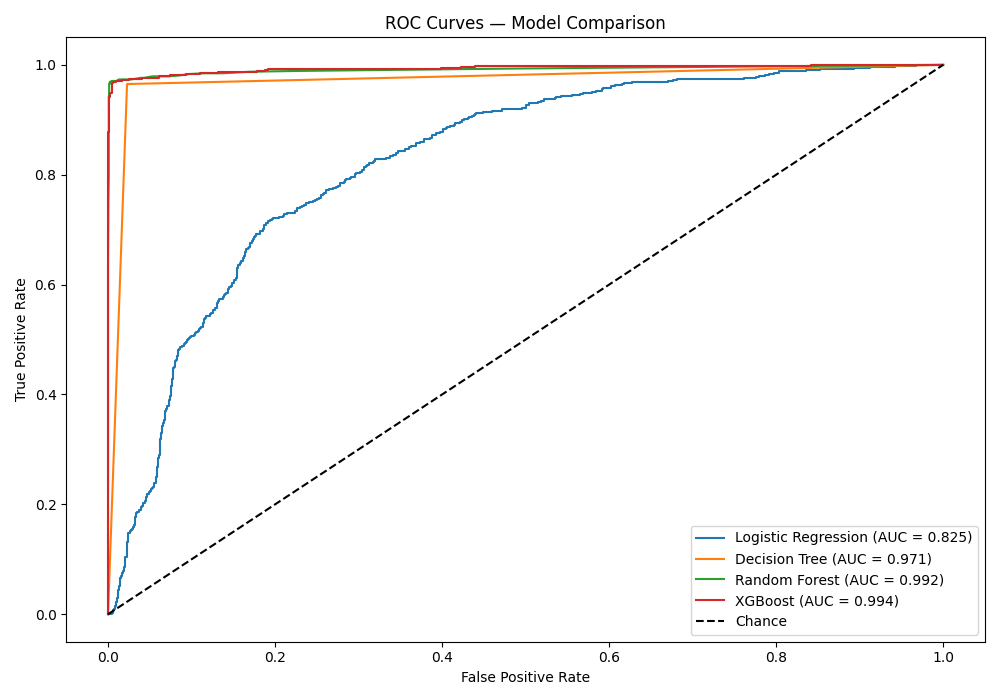 ROC Curves — Model Comparison
True Positive Rate
1.0
0.8
0.6
0.4
0.2
0.0
Logistic Regression (AUC = 0.825)
Decision Tree (AUC = 0.971)
Random Forest (AUC = 0.992)
XGBoost (AUC = 0.994)
Chance
0.0 0.2 0.4 0.6 0.8 1.0
False Positive Rate